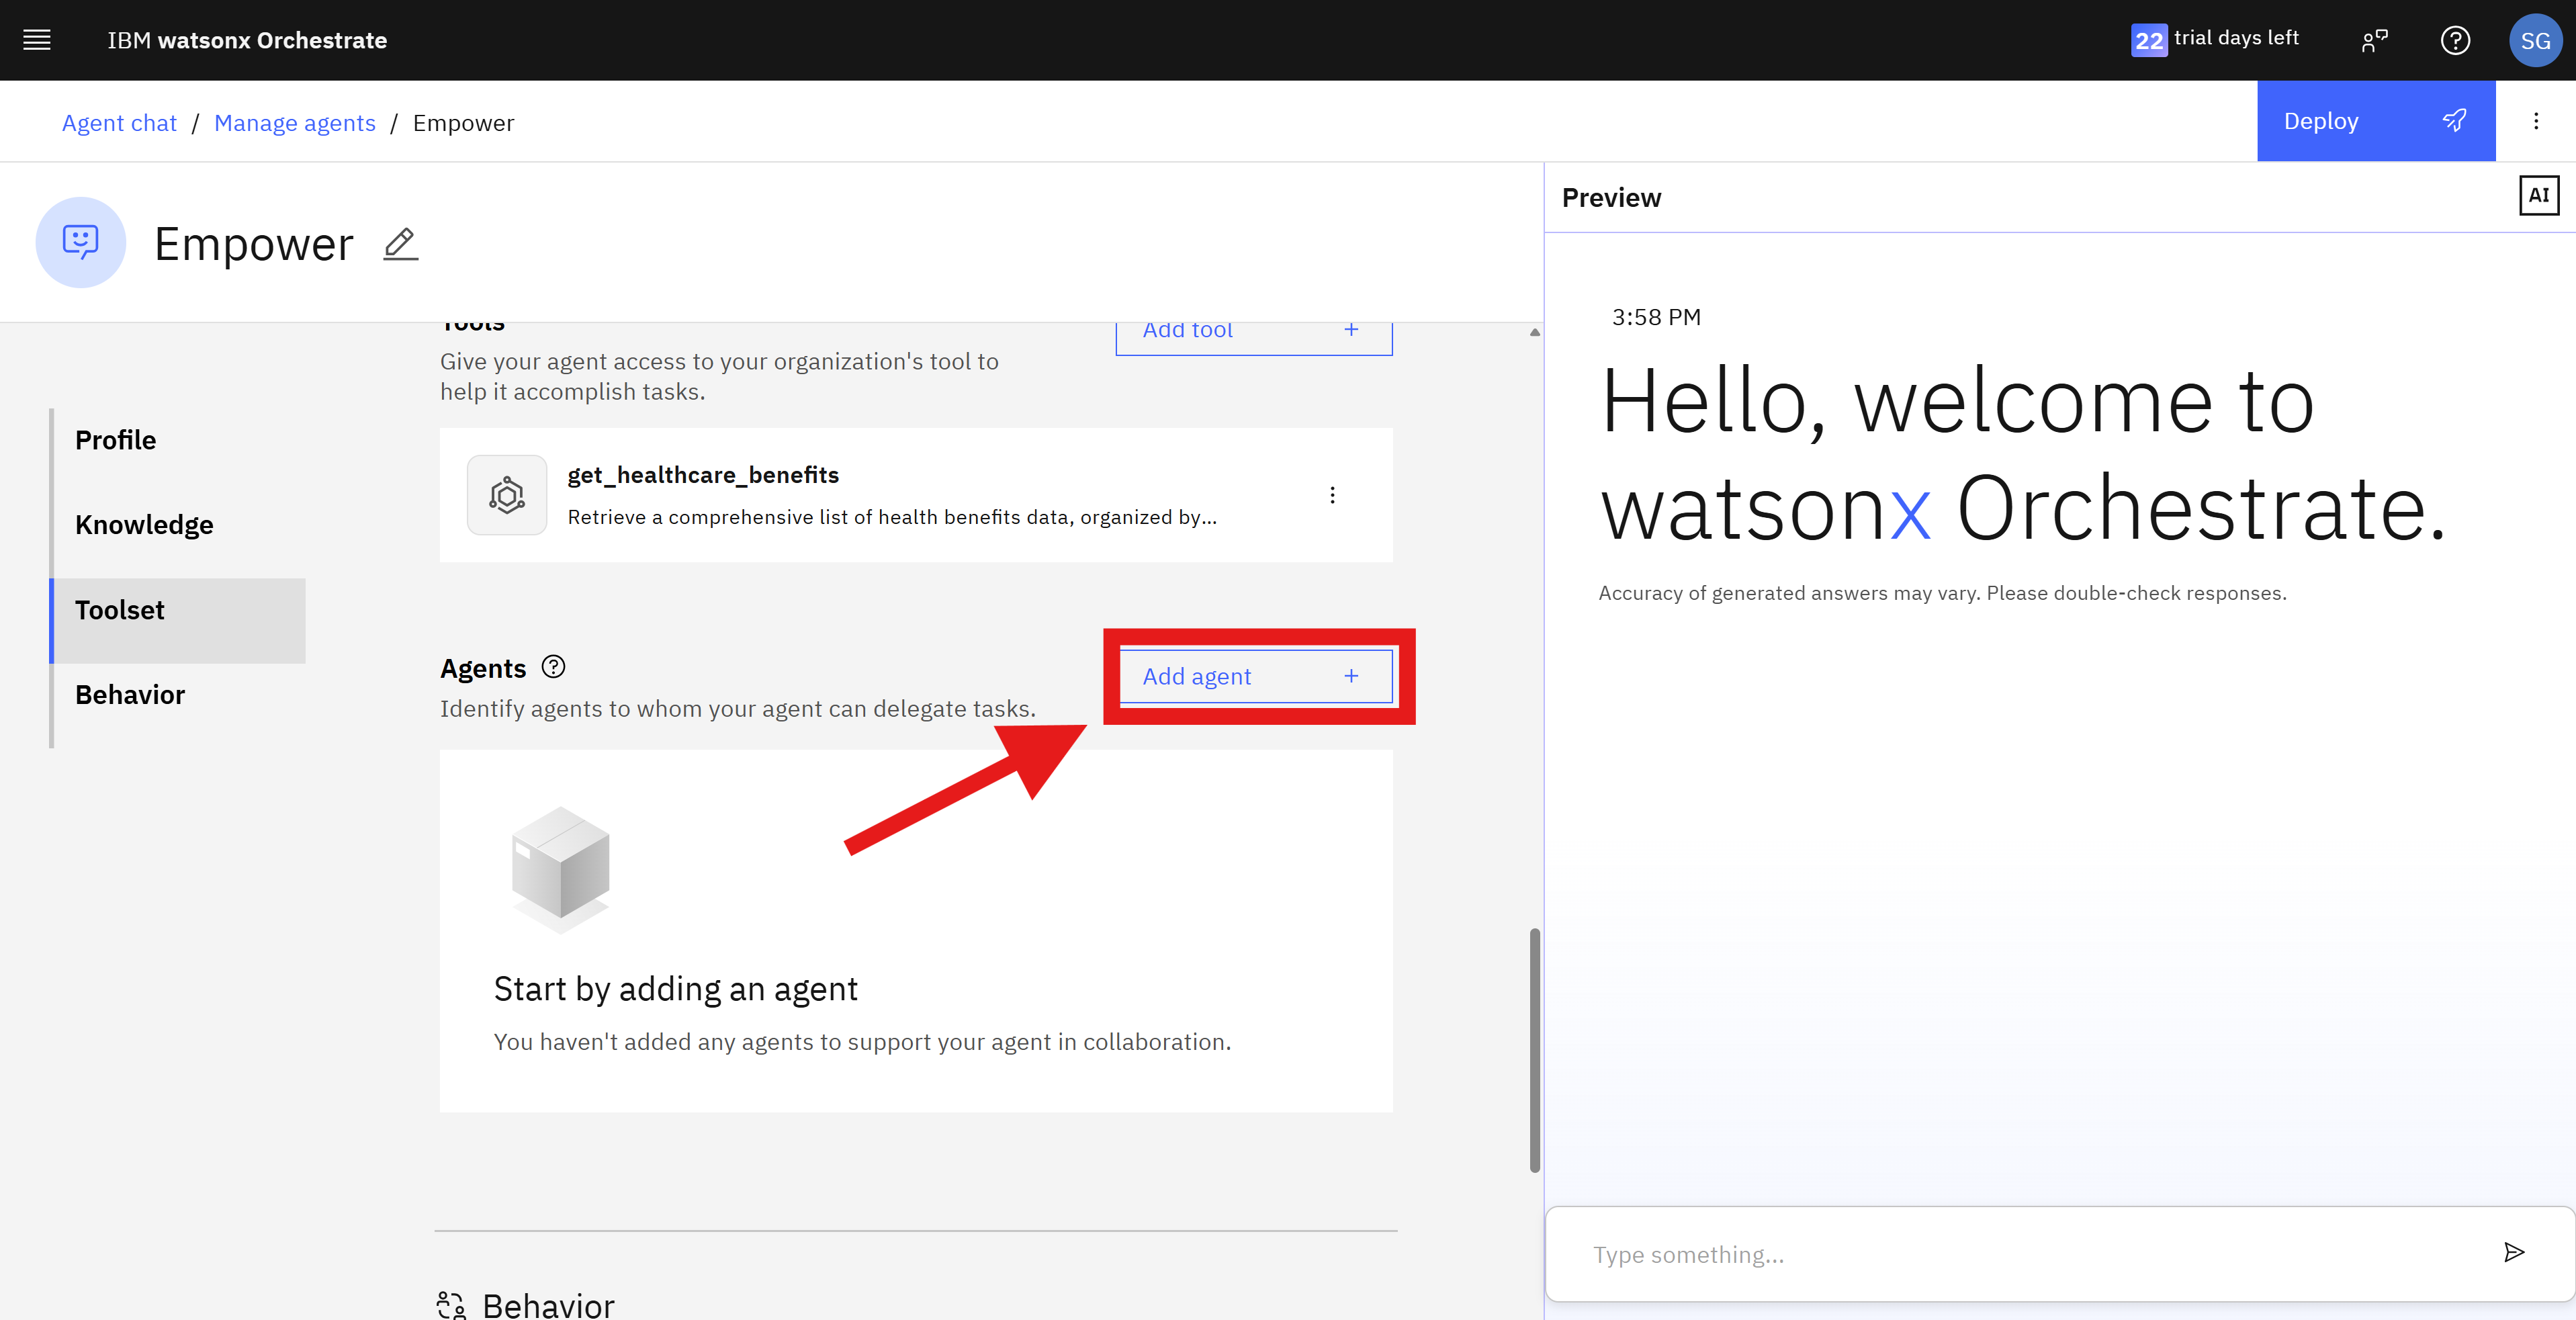 IBM watsonx Orchestrate
22 trial days left
SG
Agent chat / Manage agents / Empower
Deploy
Empower
Preview
AI
Tools
Add tool +
Give your agent access to your organization's tool to
help it accomplish tasks.
Profile
Knowledge
Toolset
Behavior
get_healthcare_benefits
Retrieve a comprehensive list of health benefits data, organized by...
Agents
Add agent +
Identify agents to whom your agent can delegate tasks.
Start by adding an agent
You haven't added any agents to support your agent in collaboration.
Behavior
3:58 PM
Hello, welcome to
watsonx Orchestrate.
Accuracy of generated answers may vary. Please double-check responses.
Type something...